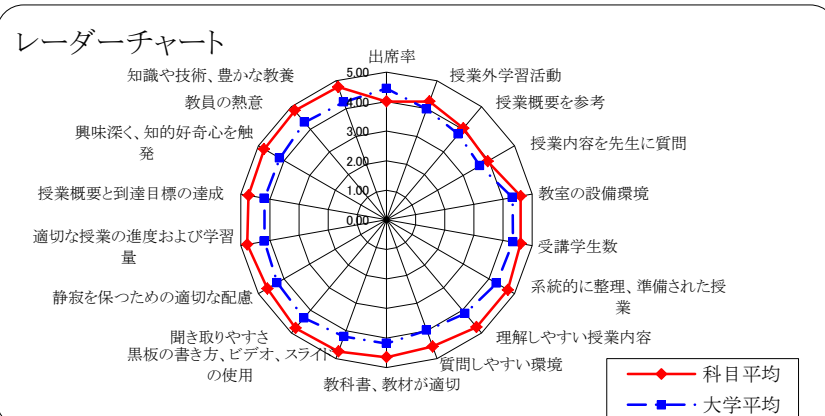 レーダーチャート
出席率
授業外学習活動
授業概要を参考
授業内容を先生に質問
教室の設備環境
受講学生数
系統的に整理、準備された授
業
理解しやすい授業内容
質問しやすい環境
教科書、教材が適切
黒板の書き方、ビデオ、スライド
の使用
聞き取りやすさ
静寂を保つための適切な配慮
適切な授業の進度および学習
量
授業概要と到達目標の達成
興味深く、知的好奇心を触
発
教員の熱意
知識や技術、豊かな教養
5.00
4.00
3.00
2.00
1.00
0.00
科目平均
大学平均